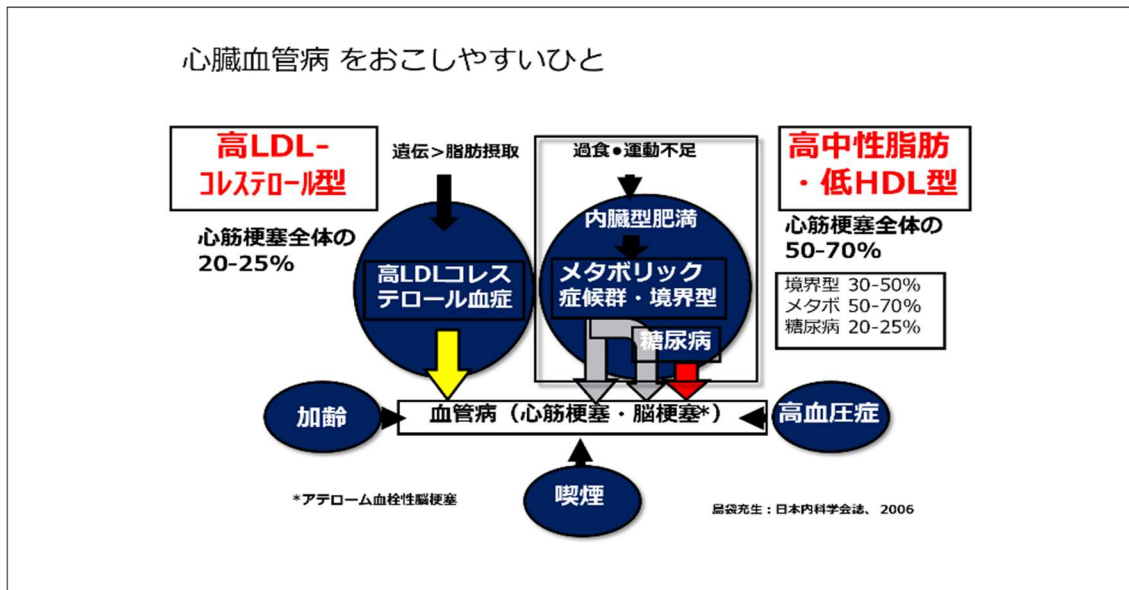 心臓血管病 をおこしやすいひと
高LDL-
コレステロール型
心筋梗塞全体の
20-25%
遺伝>脂肪摂取
高LDLコレス
テロール血症
過食●運動不足
内臓型肥満
メタボリック
症候群・境界型
糖尿病
高中性脂肪
・低HDL型
心筋梗塞全体の
50-70%
境界型 30-50%
メタボ 50-70%
糖尿病 20-25%
加齢
血管病（心筋梗塞・脳梗塞*）
高血圧症
喫煙
*アテローム血栓性脳梗塞
島袋充生：日本内科学会誌、2006